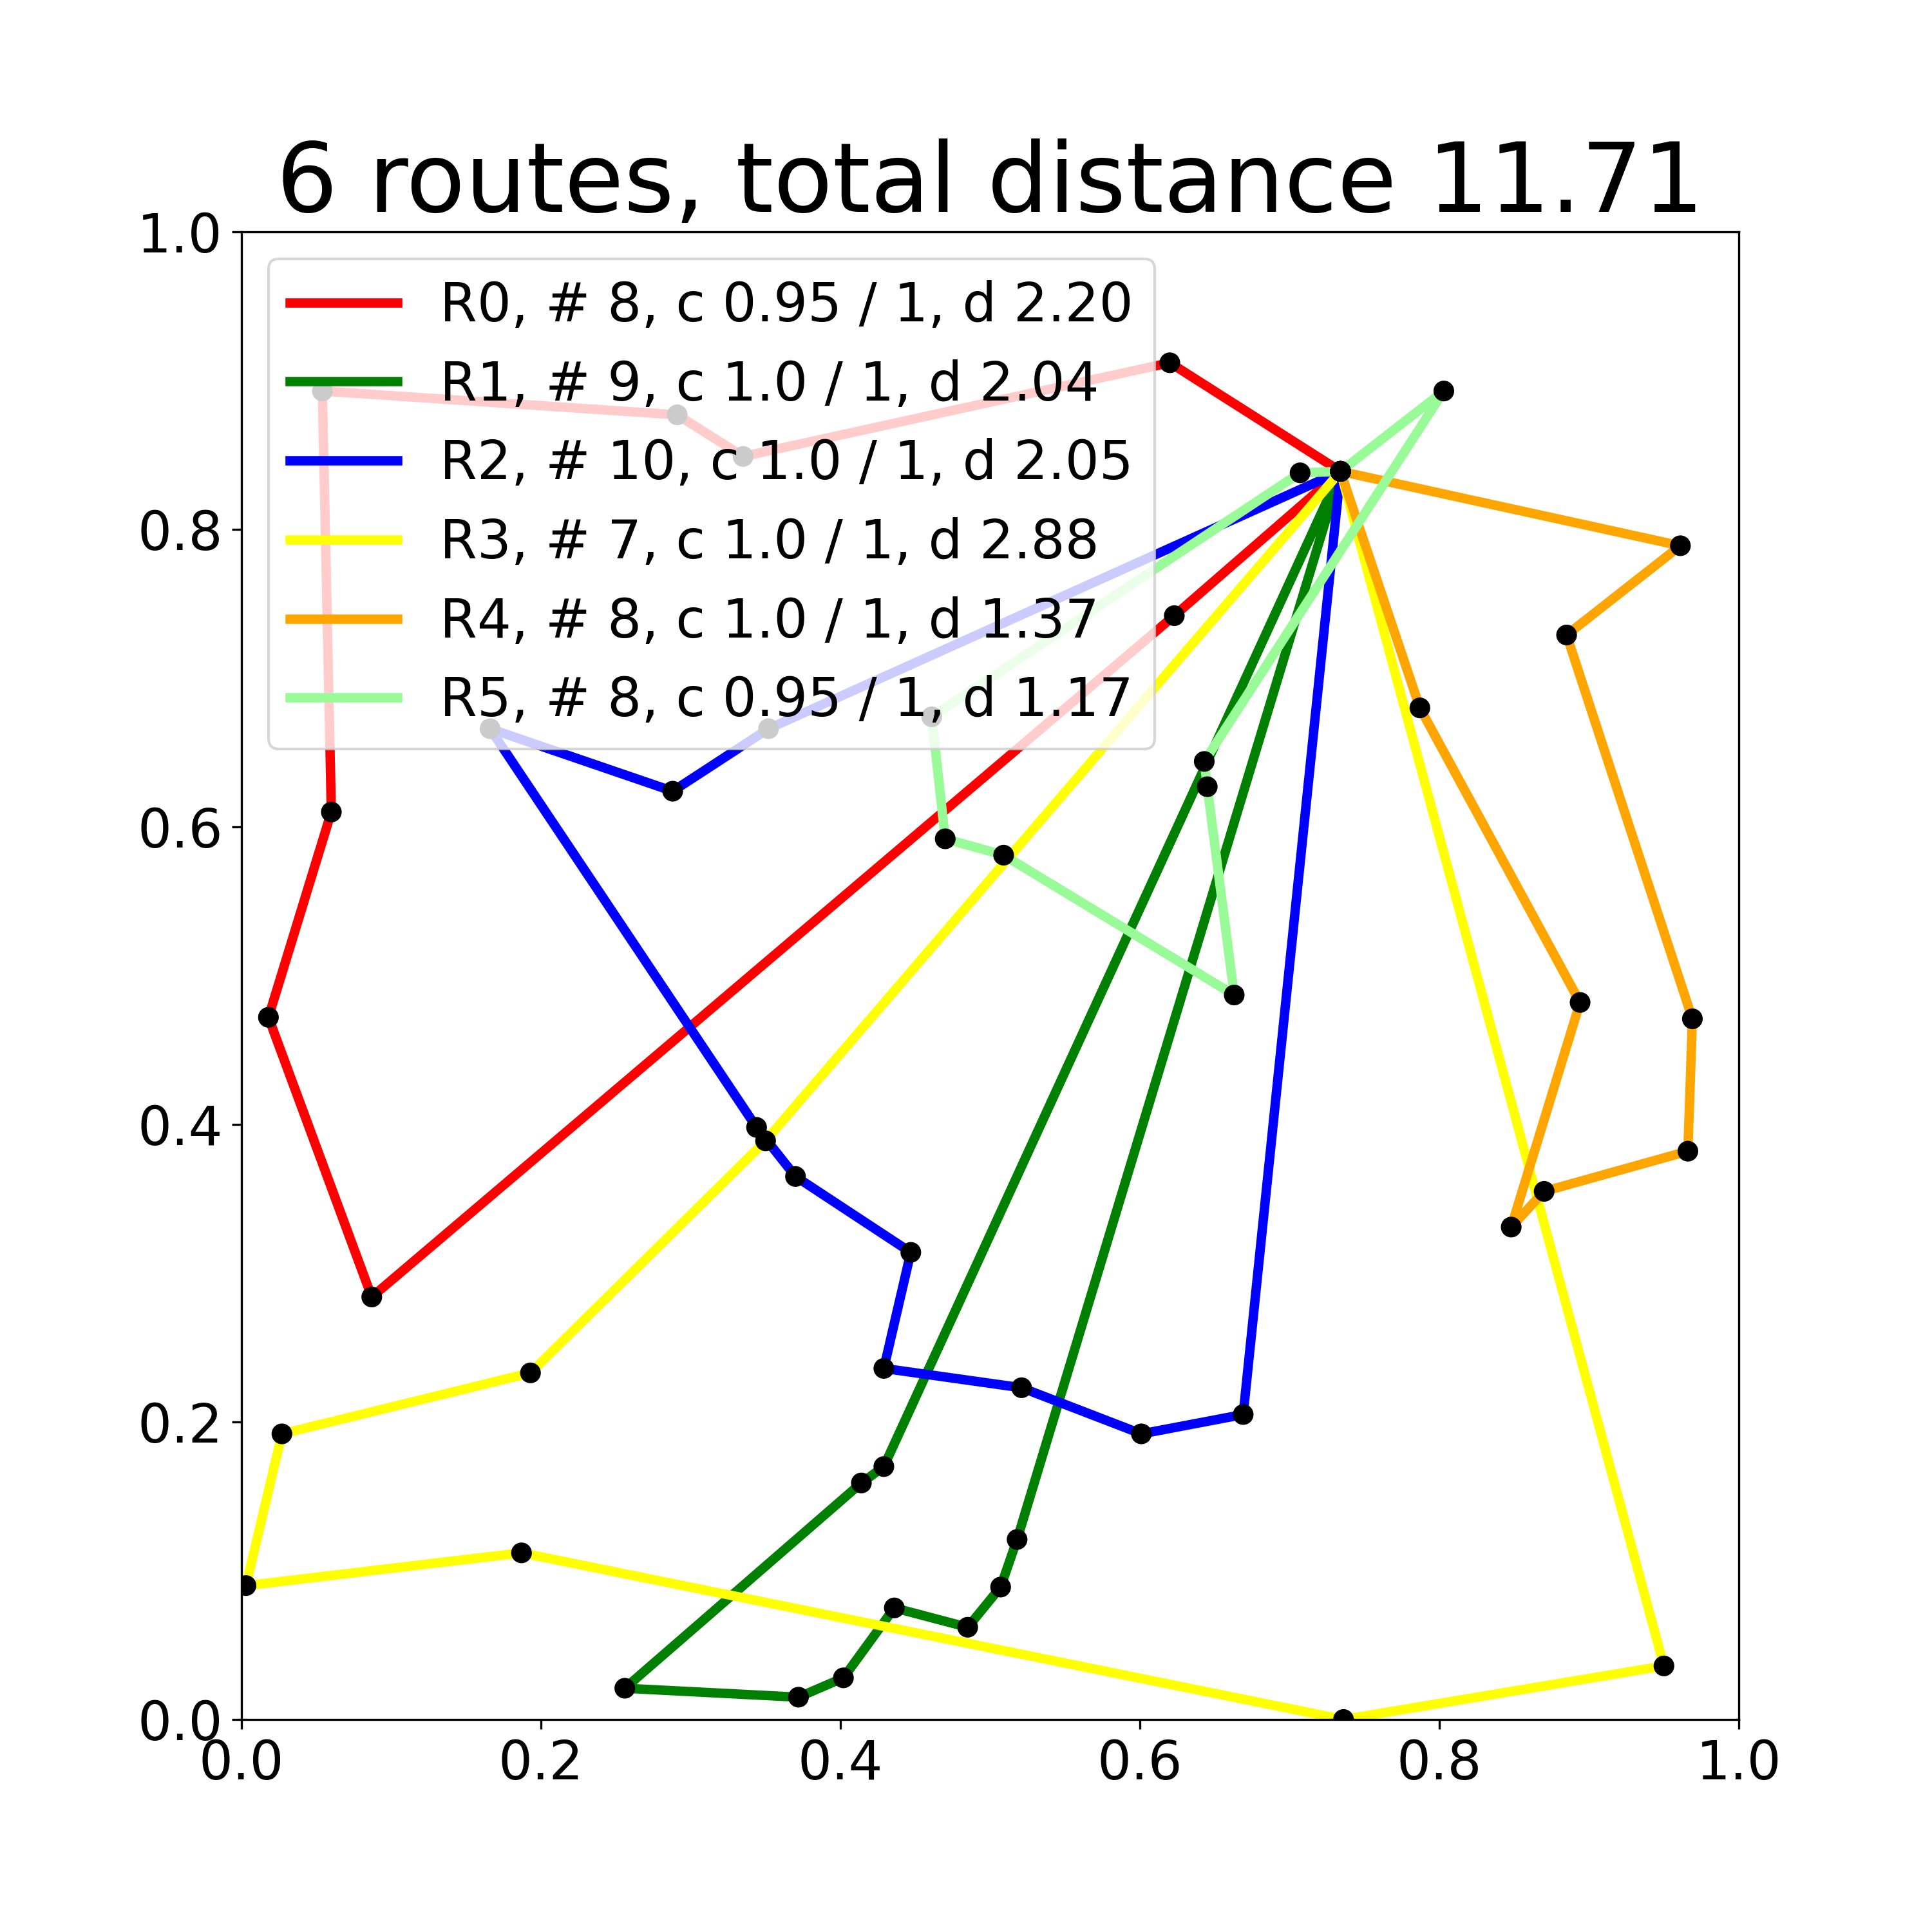 6 routes, total distance 11.71
1.0
0.8
0.6
0.4
0.2
0.0
R0, # 8, c 0.95 / 1, d 2.20
R1, # 9, c 1.0 / 1, d 2.04
R2, # 10, c 1.0 / 1, d 2.05
R3, # 7, c 1.0 / 1, d 2.88
R4, # 8, c 1.0 / 1, d 1.37
R5, # 8, c 0.95 / 1, d 1.17
0.0 0.2 0.4 0.6 0.8 1.0